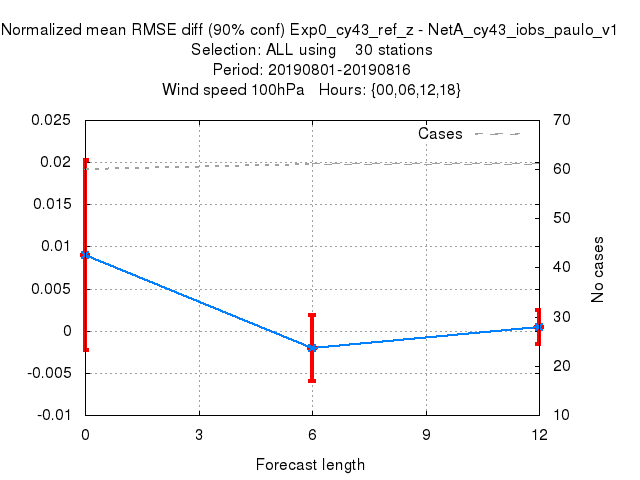 Normalized mean RMSE diff (90% conf) Exp0_cy43_ref_z - NetA_cy43_iobs_paulo_v1
Selection: ALL using 30 stations
Period: 20190801-20190816
Wind speed 100hPa Hours: {00,06,12,18}
0.025
0.02
0.015
0.01
0.005
0
-0.005
-0.01
Cases
70
60
50
40
30
20
10
No cases
0 3 6 9 12
Forecast length